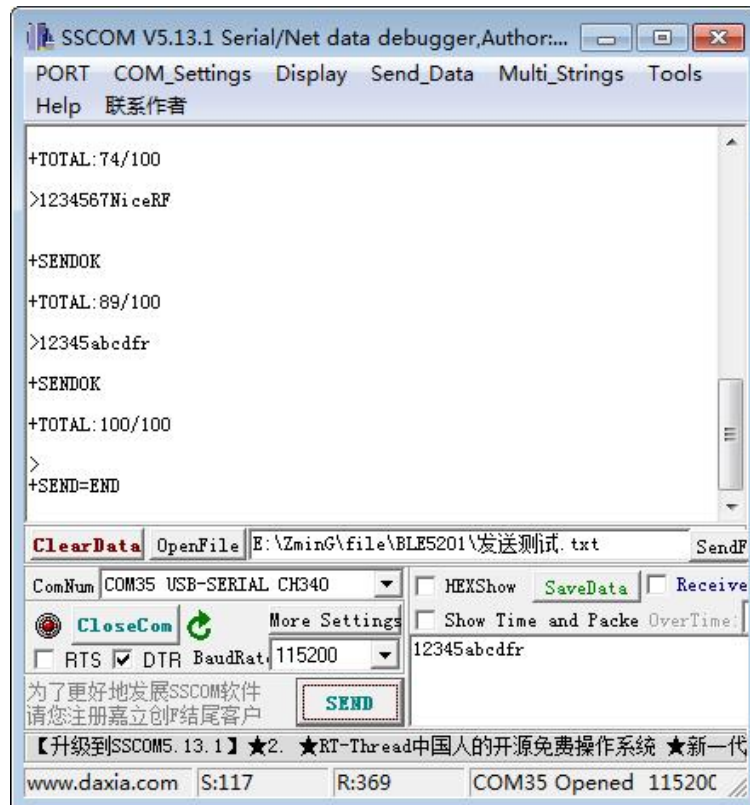 SSCOM V5.13.1 Serial/Net data debugger,Author:...
PORT COM_Settings Display Send_Data Multi_Strings Tools
Help 联系作者
+TOTAL:74/100
>1234567NiceRF
+SENDOK
+TOTAL:89/100
>12345abcdfr
+SENDOK
+TOTAL:100/100
>
+SEND=END
ClearData OpenFile E:\ZminG\file\BLE5201\发送测试.txt SendF
ComNum COM35 USB-SERIAL CH340 HEXShow SaveData Receive
CloseCom More Settings Show Time and Packe OverTime:
RTS DTR BaudRat 115200 12345abcdfr
为了更好地发展SSCOM软件
请您注册嘉立创F结尾客户
SEND
【升级到SSCOM5.13.1】★2. ★RT-Thread中国人的开源免费操作系统 ★新一代
www.daxia.com S:117 R:369 COM35 Opened 11520C